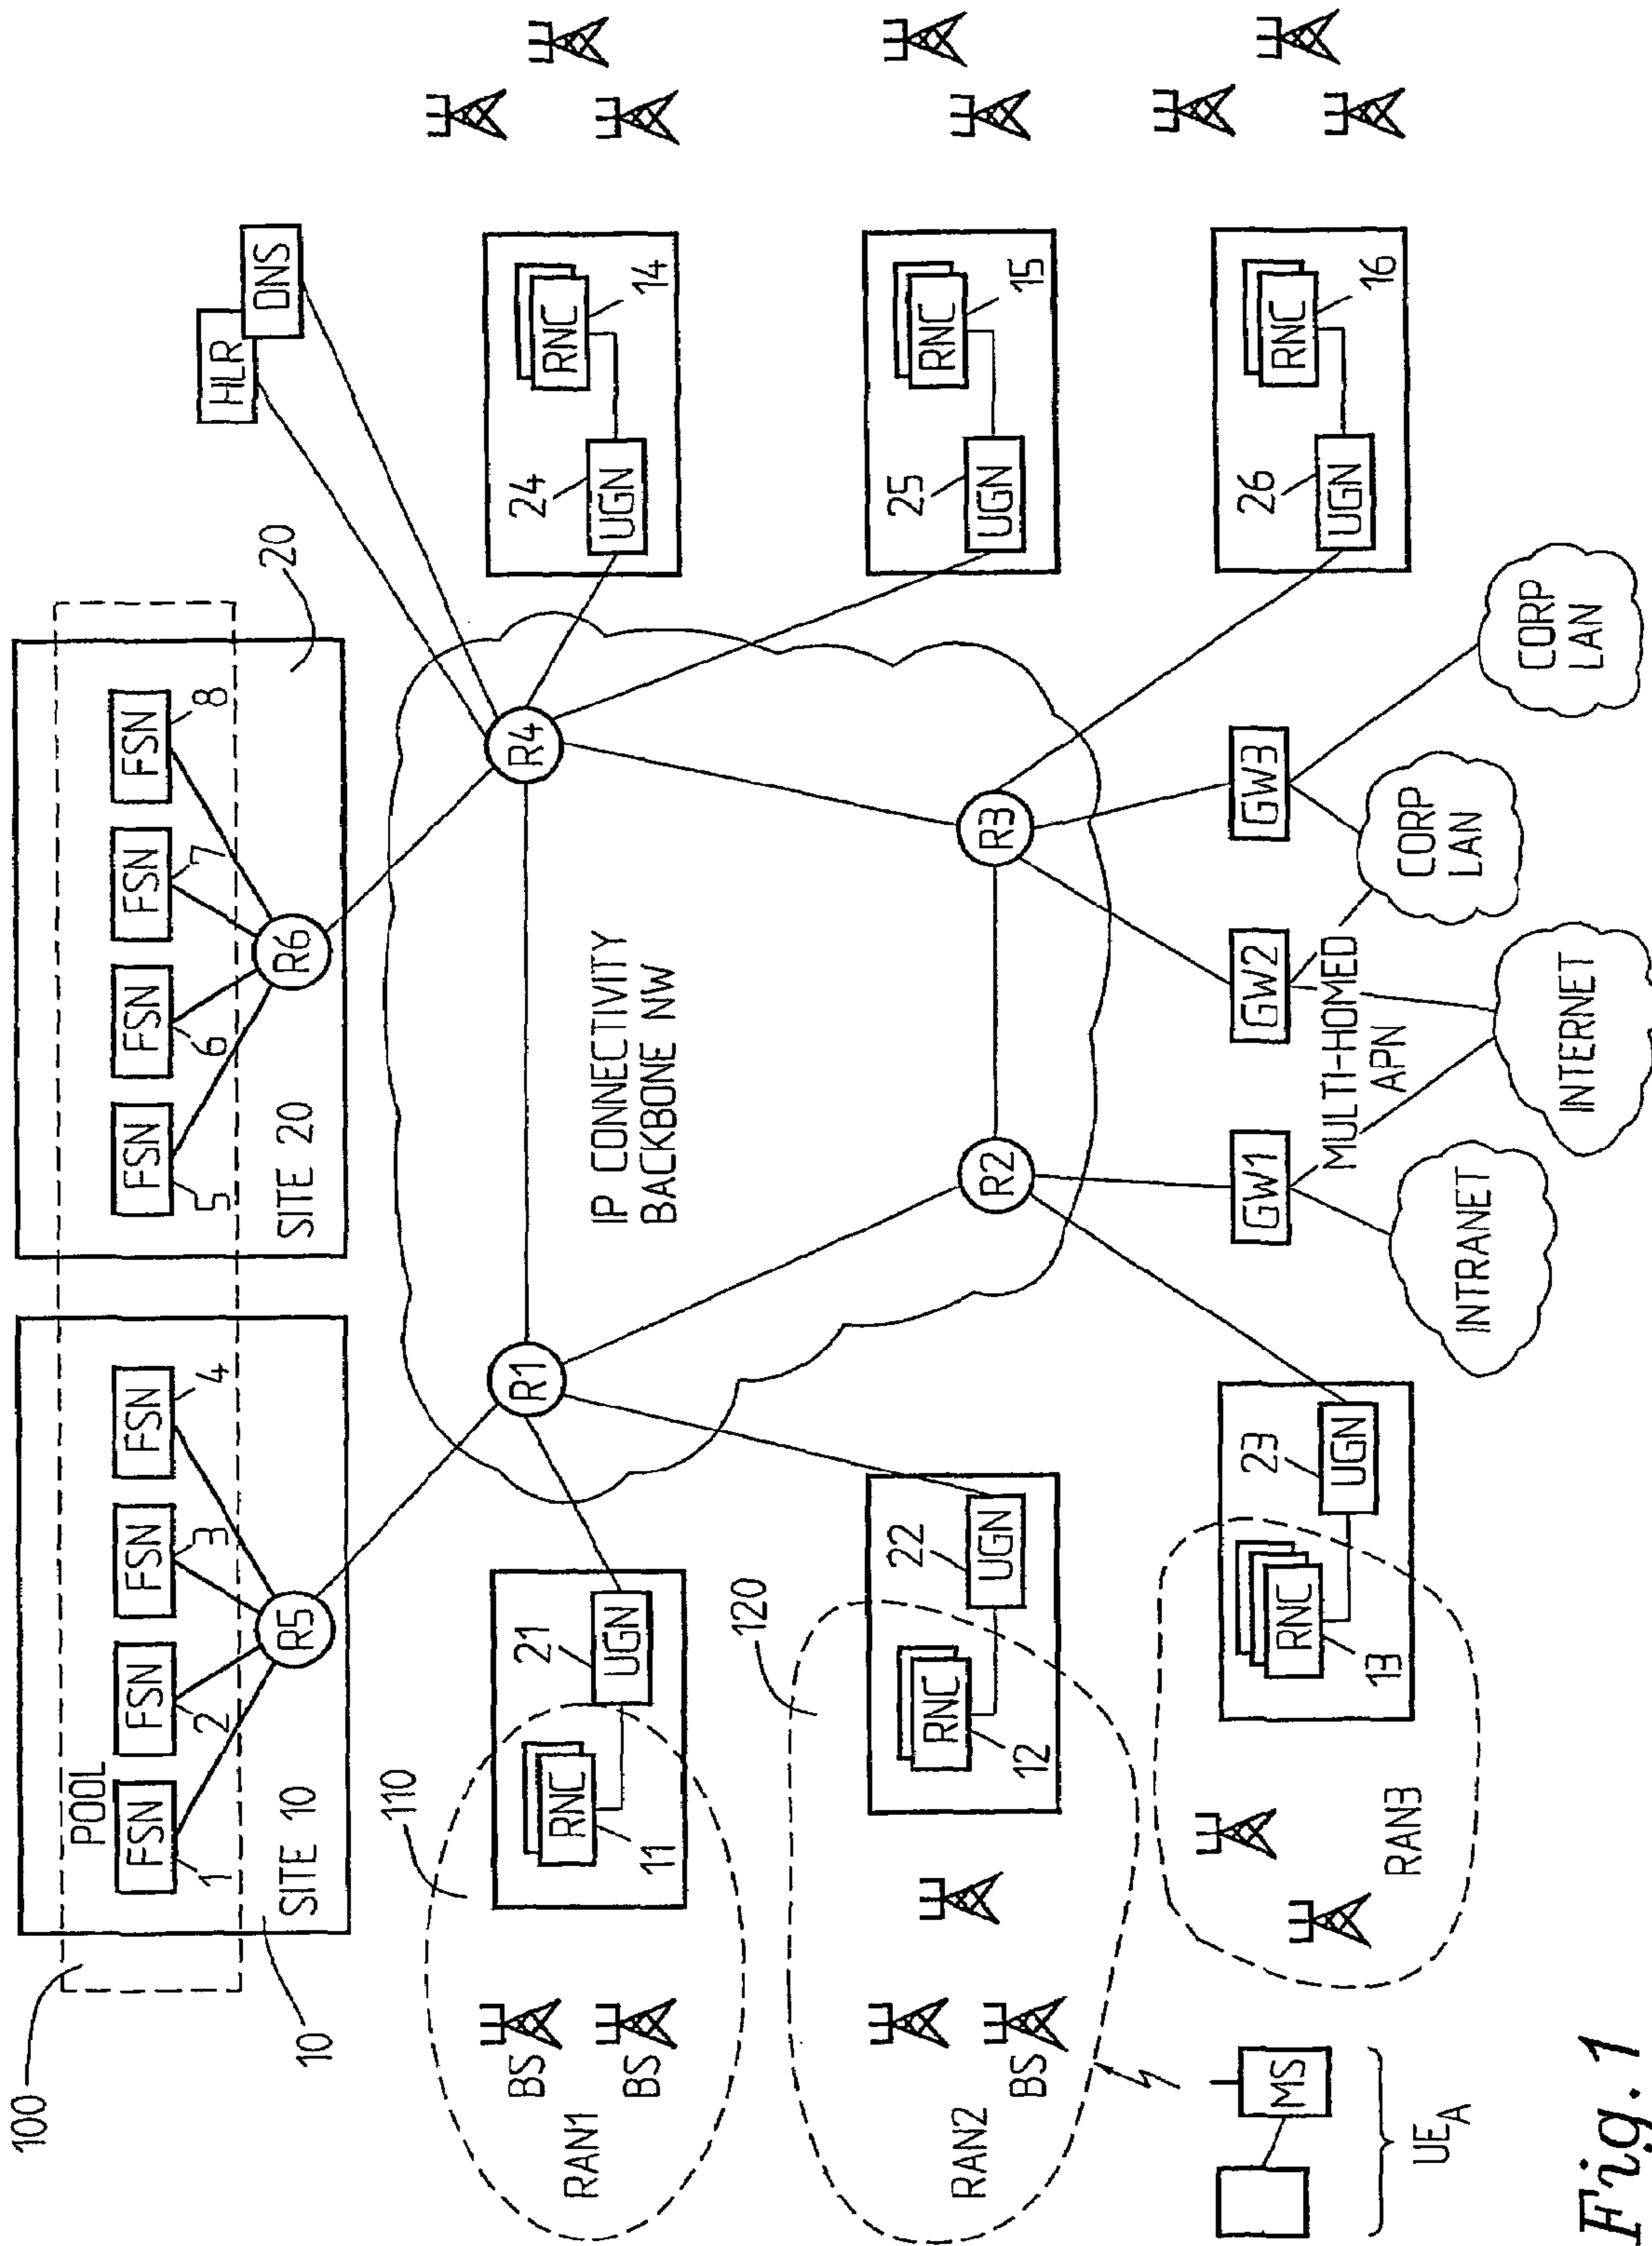 100
POOL
FSN
FSN
FSN
FSN
1
2
3
4
R5
SITE 10
10
FSN
FSN
FSN
FSN
5
6
7
8
R6
SITE 20
20
HLR
DNS
110
RAN1
BS
BS
RNC
11
21
UGN
R1
R4
IP CONNECTIVITY
BACKBONE NW
24
UGN
RNC
14
120
RAN2
BS
RNC
12
22
UGN
R2
R3
25
UGN
RNC
15
RAN3
RNC
13
23
UGN
26
UGN
RNC
16
GW1
GW2
GW3
MULTI-HOMED
APN
INTRANET
INTERNET
CORP
LAN
CORP
LAN
MS
UEA
Fig. 1